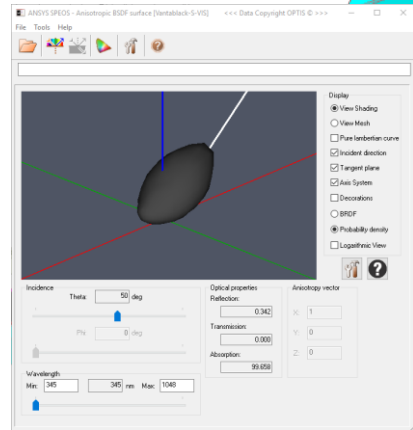 ANSYS SPEOS - Anisotropic BSDF surface (Vantablack-S-VIS) <<< Data Copyright OPTIS © >>>
File Tools Help
Display
View Shading
View Mesh
Pure lambertian curve
Incident direction
Tangent plane
Axis System
Decorations
BRDF
Probability density
Logarithmic View
Incidence
Theta: 50 deg
Phi 0 deg
Optical properties
Reflection:
0.342
Transmission:
0.000
Absorption:
99.658
Anisotropy vector
X: 1
Y: 0
Z: 0
Wavelength
Min: 345 345 nm Max: 1048